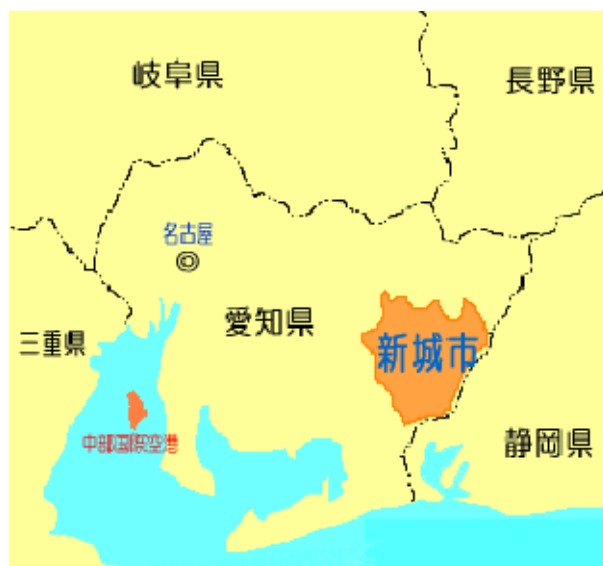 岐阜県
長野県
名古屋
愛知県
三重県
新城市
中部国際空港
静岡県